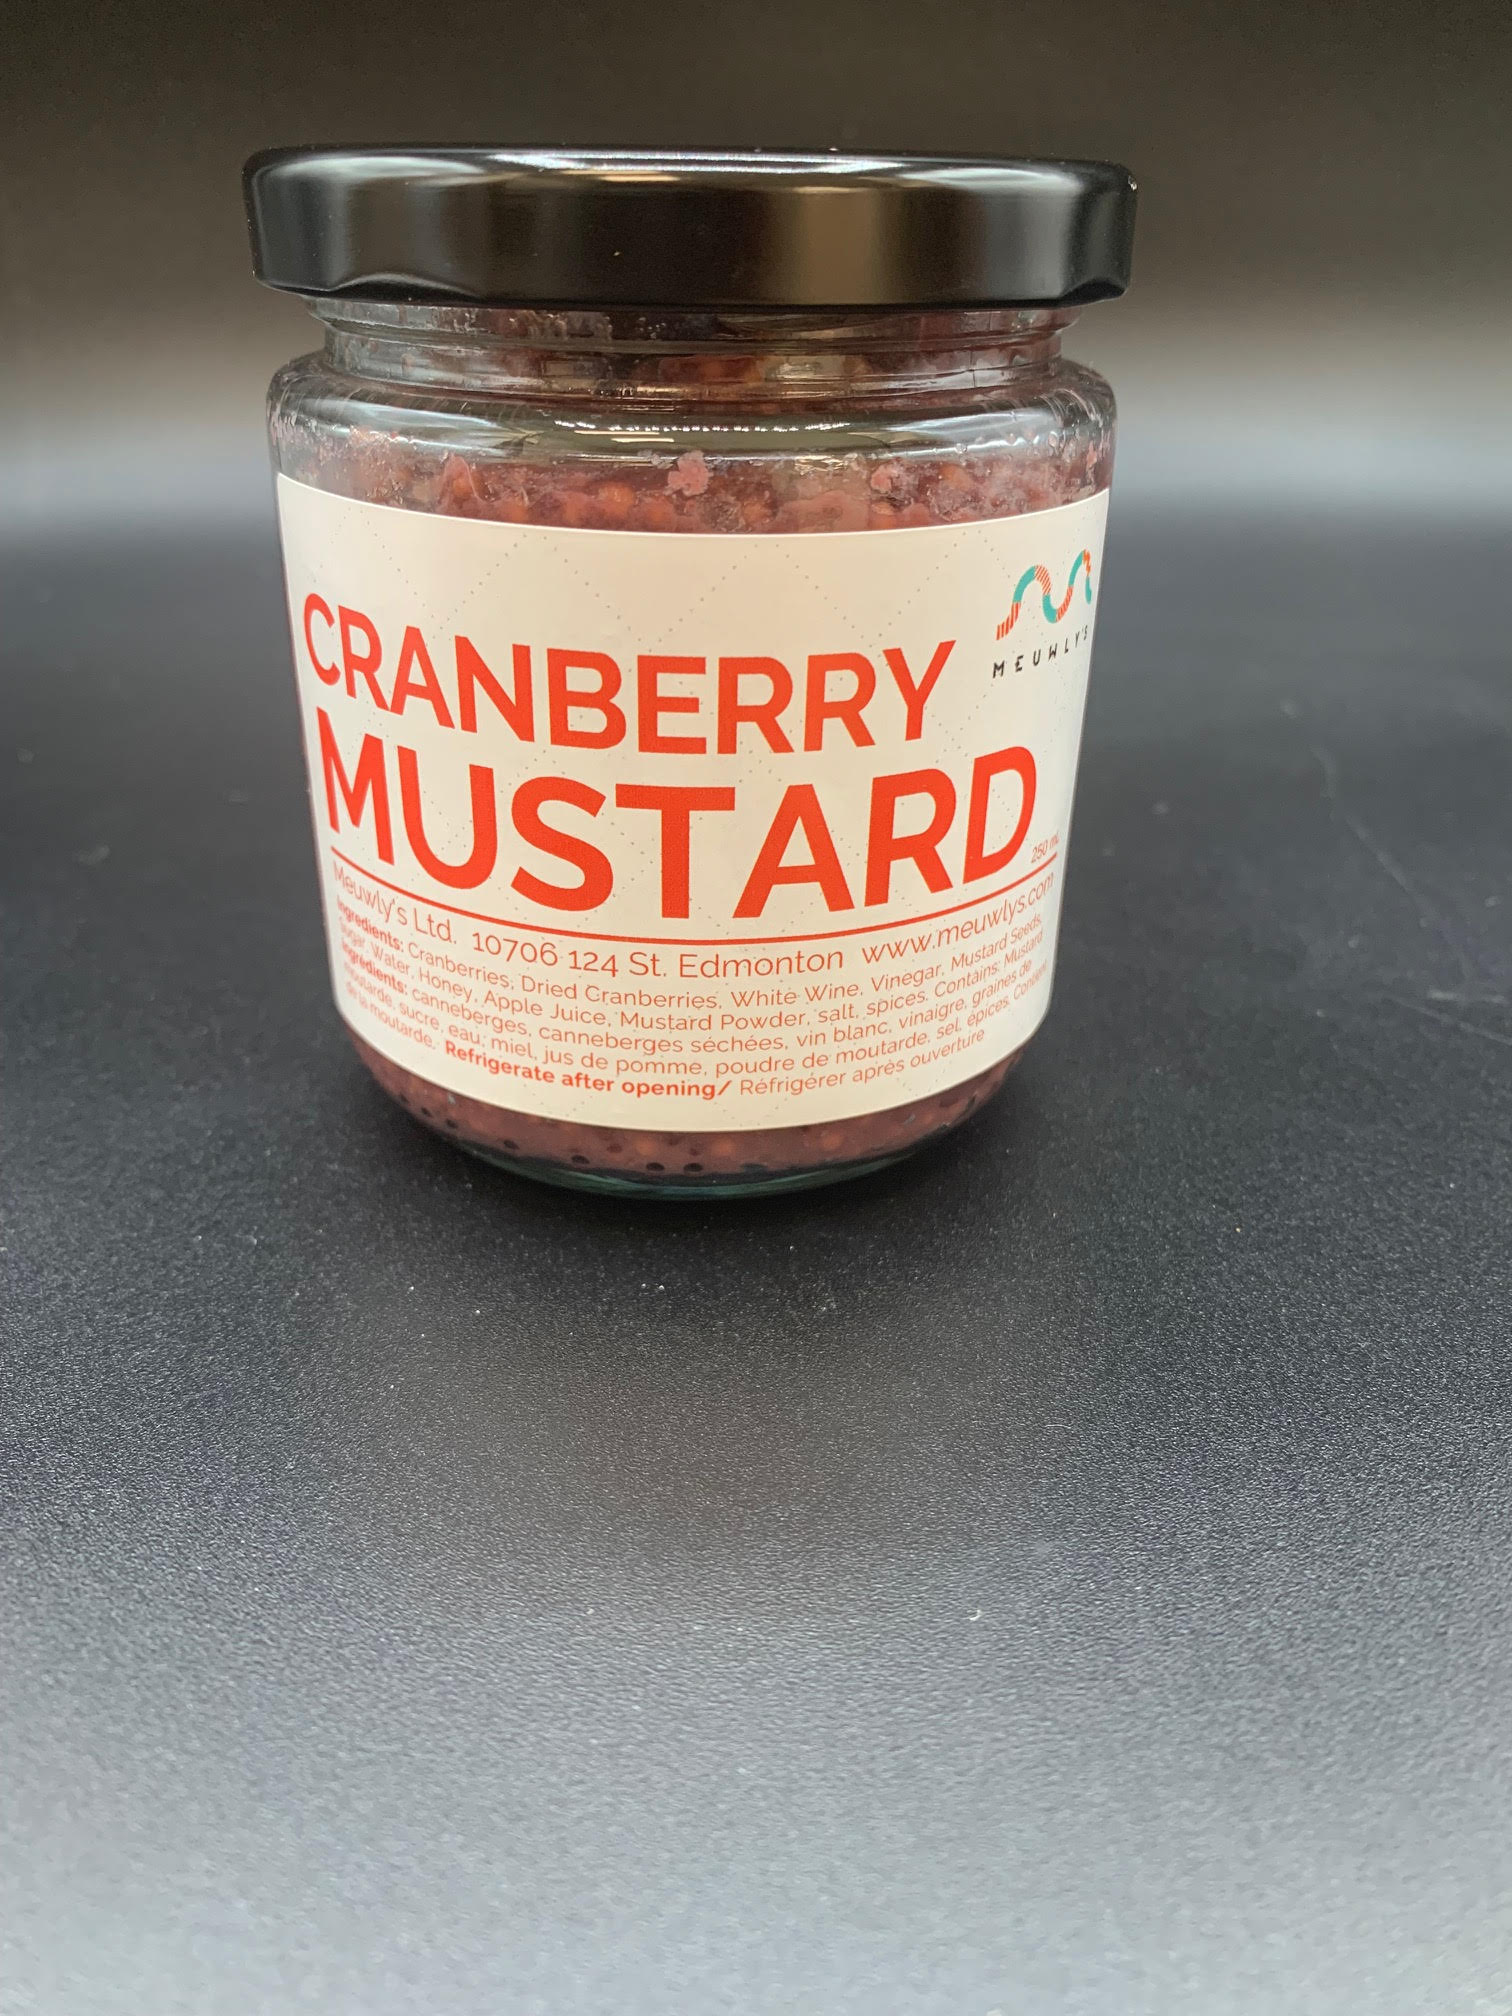 MEUWLY'S
CRANBERRY
MUSTARD
250 mL
Meuwly's Ltd. 10706 124 St. Edmonton www.meuwlys.com
Ingredients: Cranberries, Dried Cranberries, White Wine, Vinegar, Mustard Seeds,
Sugar, Water, Honey, Apple Juice, Mustard Powder, salt, spices. Contains: Mustard
Ingrédients: canneberges, canneberges séchées, vin blanc, vinaigre, graines de
moutarde, sucre, eau, miel, jus de pomme, poudre de moutarde, sel, épices. Contient
de la moutarde. Refrigerate after opening/ Réfrigérer après ouverture